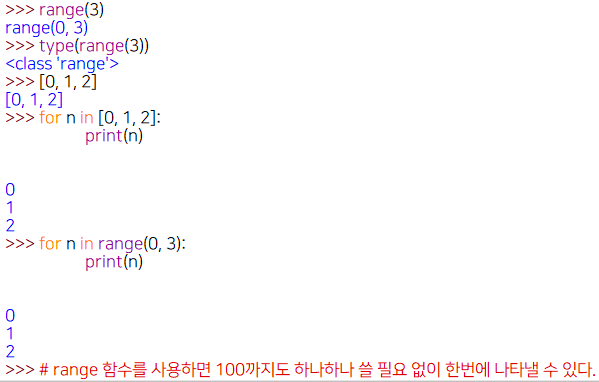 >>> range(3)
range(0, 3)
>>> type(range(3))
<class 'range'>
>>> [0, 1, 2]
[0, 1, 2]
>>> for n in [0, 1, 2]:
print(n)
0
1
2
>>> for n in range(0, 3):
print(n)
0
1
2
>>> # range 함수를 사용하면 100까지도 하나하나 쓸 필요 없이 한번에 나타낼 수 있다.